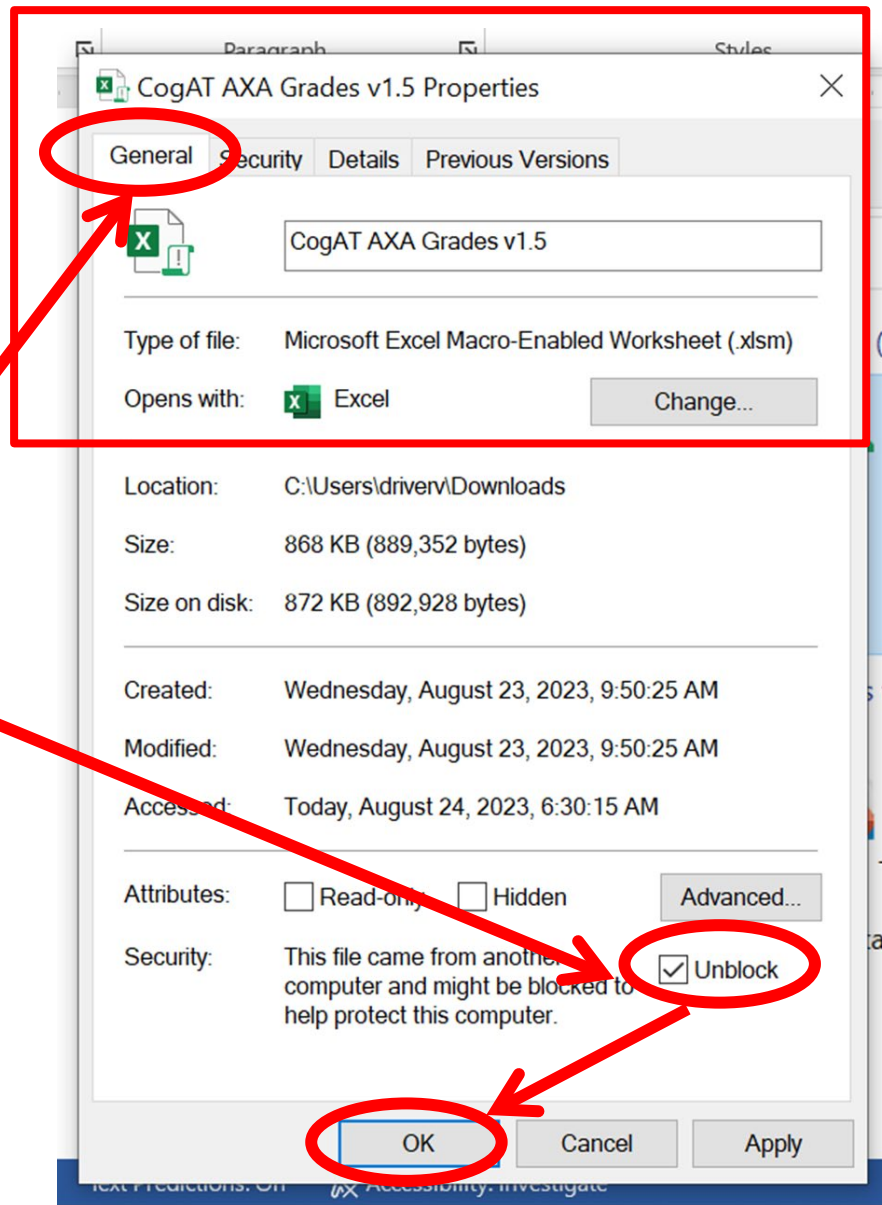 Paragraph Styles
CogAT AXA Grades v1.5 Properties
General Security Details Previous Versions
CogAT AXA Grades v1.5
Type of file: Microsoft Excel Macro-Enabled Worksheet (.xlsm)
Opens with: Excel Change...
Location: C:\Users\driverv\Downloads
Size: 868 KB (889,352 bytes)
Size on disk: 872 KB (892,928 bytes)
Created: Wednesday, August 23, 2023, 9:50:25 AM
Modified: Wednesday, August 23, 2023, 9:50:25 AM
Accessed: Today, August 24, 2023, 6:30:15 AM
Attributes: Read-only Hidden Advanced...
Security: This file came from another
computer and might be blocked to Unblock
help protect this computer.
OK Cancel Apply
Text Predictions: On Accessibility: Investigate